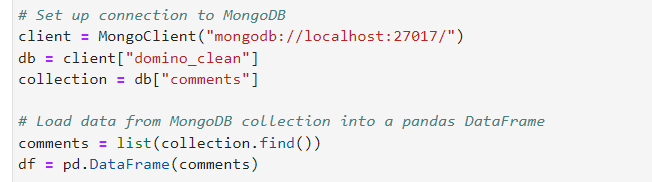 # Set up connection to MongoDB
client = MongoClient("mongodb://localhost:27017/")
db = client["domino_clean"]
collection = db["comments"]

# Load data from MongoDB collection into a pandas DataFrame
comments = list(collection.find())
df = pd.DataFrame(comments)